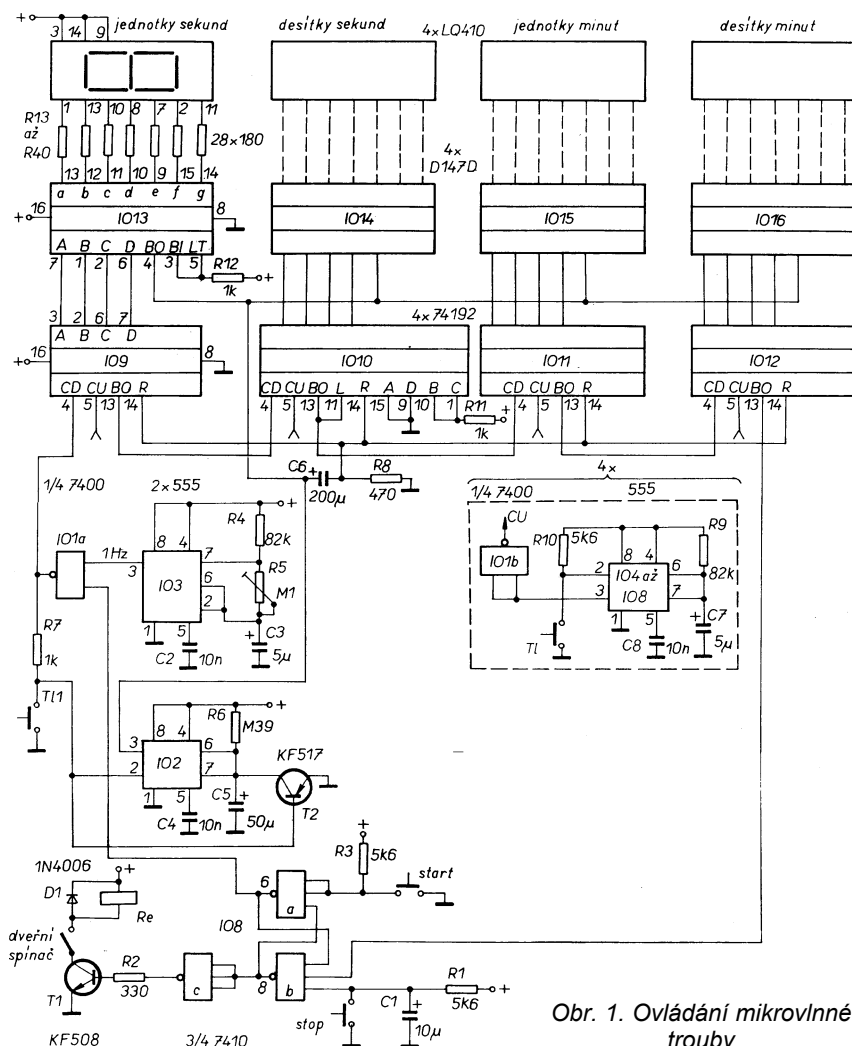 jednotky sekund
desítky sekund
4×LQ410
jednotky minut
desítky minut
+
3 14 9
1 13 10 8 7 2 11
R13
až
R40
28×180
4×
D147D
13 12 11 10 9 15 14
a b c d e f g
+ 16
IO13
8
IO14
IO15
IO16
A B C D BO BI LT
7 1 2 6 4 3 5
R12
1k
+
4×74192
3 2 6 7
A B C D
+ 16
IO9
8
IO10
IO11
IO12
CD CU BO R
4 5 13 14
CD CU BO L R A D B C
4 5 13 11 14 15 9 10 1
R11
1k
+
CD CU BO R
4 5 13 14
CD CU BO R
4 5 13 14
C6 +
200μ
R8
470
1/4 7400
2×555
IO1a
1Hz
3
IO3
8 4
7
6
2
1 5
R4
82k
+
R5
M1
+ C3
5μ
C2
10n
R7
1k
Tl1
4×
1/4 7400
555
CU
IO1b
R10
5k6
2
3
8 4
IO4 až
IO8
6
7
1 5
R9
82k
+ C7
5μ
Tl
C8
10n
3
2
8 4
IO2
6
7
1 5
R6
M39
+
KF517
T2
C5 +
50μ
C4
10n
1N4006
+
D1
Re
dveřní
spínač
T1
KF508
R2
330
c
3/4 7410
IO8
6
a
8
b
+
R3
5k6
start
stop
C1 +
10μ
R1
5k6
+
Obr. 1. Ovládání mikrovlnné
trouby